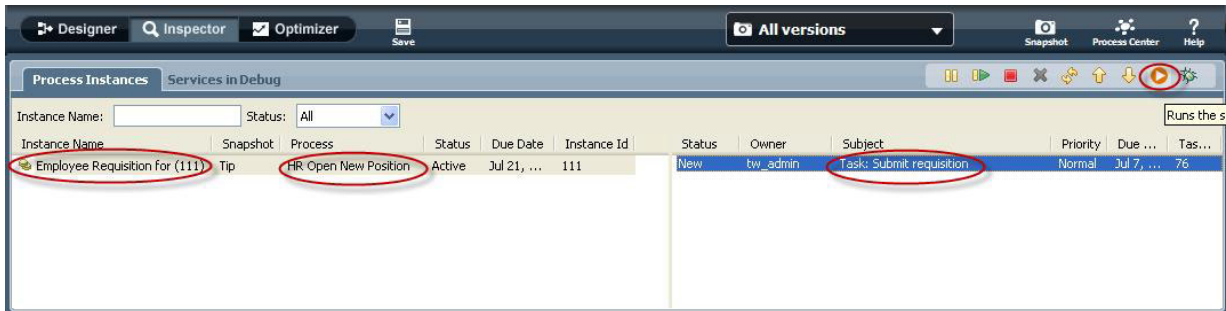 Designer Inspector Optimizer Save All versions Snapshot Process Center Help
Process Instances Services in Debug
Instance Name: Status: All Runs the s
Instance Name Snapshot Process Status Due Date Instance Id Status Owner Subject Priority Due ... Tas...
Employee Requisition for (111) Tip HR Open New Position Active Jul 21, ... 111 New tw_admin Task: Submit requisition Normal Jul 7, ... 76